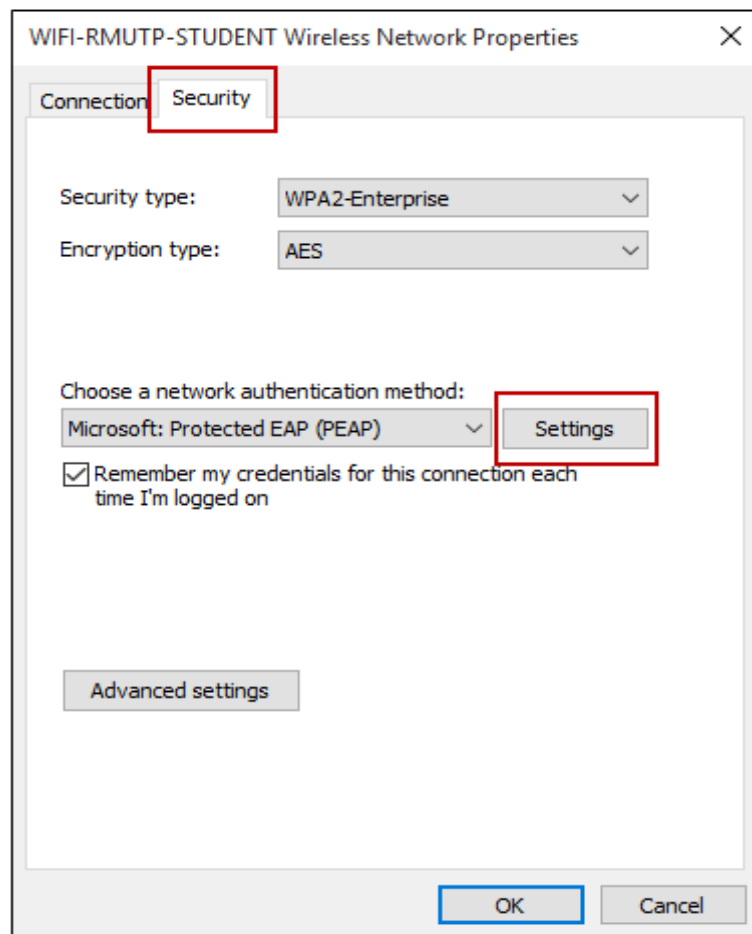 WIFI-RMUTP-STUDENT Wireless Network Properties
Connection Security
Security type: WPA2-Enterprise
Encryption type: AES
Choose a network authentication method:
Microsoft: Protected EAP (PEAP) Settings
Remember my credentials for this connection each
time I'm logged on
Advanced settings
OK Cancel